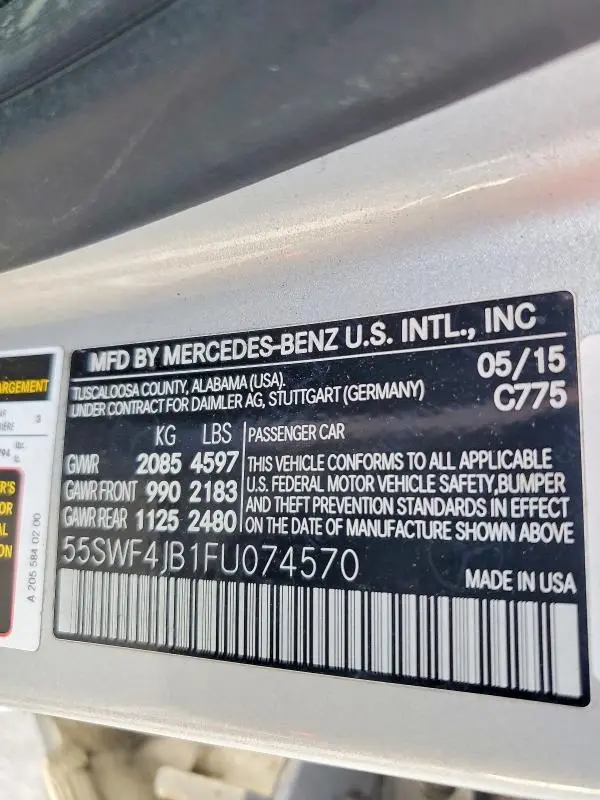 MFD BY MERCEDES-BENZ U.S. INTL., INC
TUSCALOOSA COUNTY, ALABAMA (USA). 05/15
UNDER CONTRACT FOR DAIMLER AG, STUTTGART (GERMANY) C775
KG LBS PASSENGER CAR
GVWR 2085 4597 THIS VEHICLE CONFORMS TO ALL APPLICABLE
GAWR FRONT 990 2183 U.S. FEDERAL MOTOR VEHICLE SAFETY, BUMPER
GAWR REAR 1125 2480 AND THEFT PREVENTION STANDARDS IN EFFECT
ON THE DATE OF MANUFACTURE SHOWN ABOVE
55SWF4JB1FU074570
MADE IN USA
A 205 584 02 00